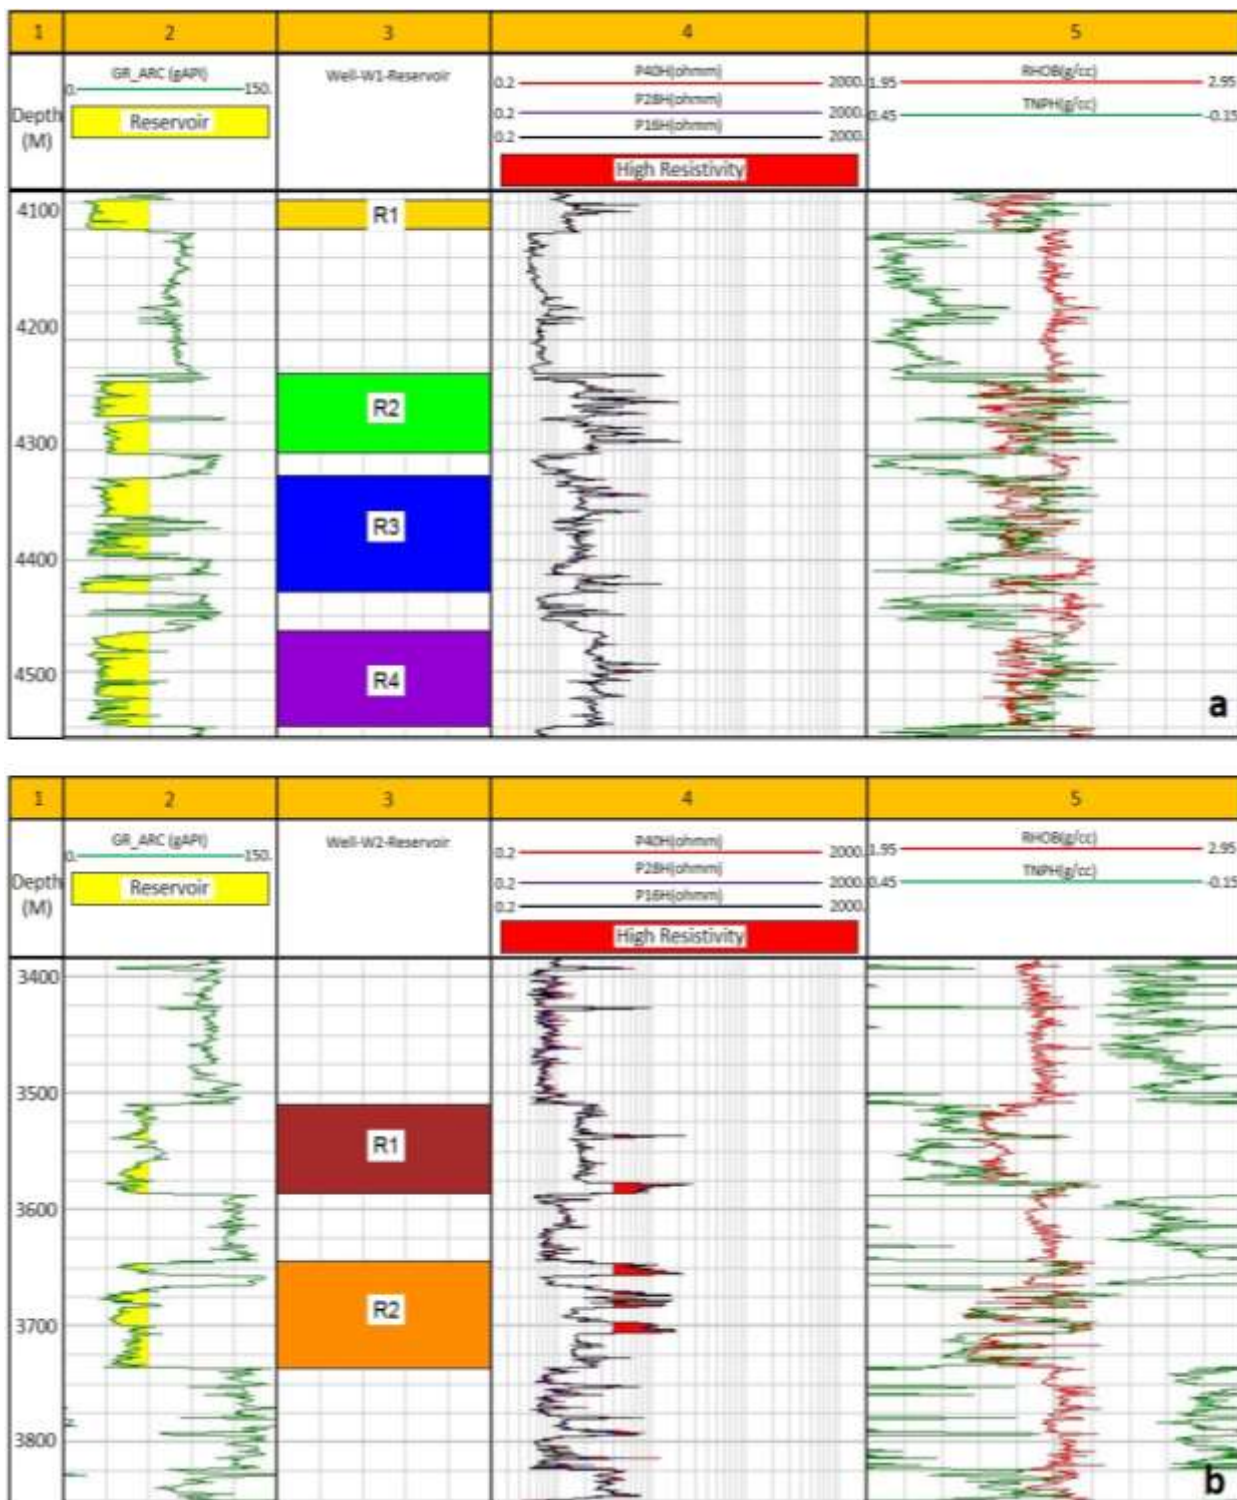 1 2 3 4 5
GR_ARC (gAPI) Well-W1-Reservoir P40H(ohmm) RHOB(g/cc)
0. 150. 0.2 2000. 1.95 2.95
P28H(ohmm) TNPH(g/cc)
0.2 2000. 0.45 -0.15
Depth (M) Reservoir P16H(ohmm)
0.2 2000.
High Resistivity
4100 R1
4200
R2
4300
R3
4400
4500 R4
a
1 2 3 4 5
GR_ARC (gAPI) Well-W2-Reservoir P40H(ohmm) RHOB(g/cc)
0. 150. 0.2 2000. 1.95 2.95
P28H(ohmm) TNPH(g/cc)
0.2 2000. 0.45 -0.15
Depth (M) Reservoir P16H(ohmm)
0.2 2000.
High Resistivity
3400
3500
R1
3600
R2
3700
3800
b